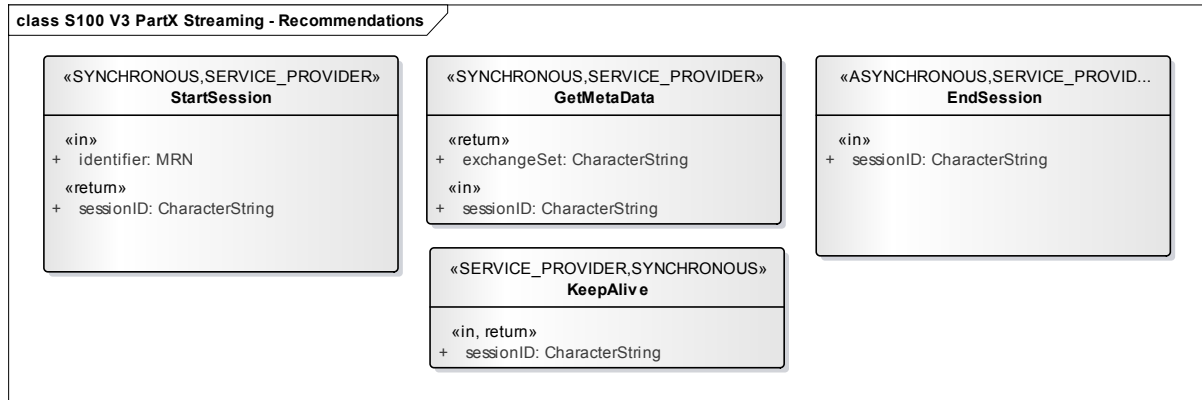 class S100 V3 PartX Streaming - Recommendations
«SYNCHRONOUS,SERVICE_PROVIDER»
StartSession
«in»
+ identifier: MRN
«return»
+ sessionID: CharacterString
«SYNCHRONOUS,SERVICE_PROVIDER»
GetMetaData
«return»
+ exchangeSet: CharacterString
«in»
+ sessionID: CharacterString
«ASYNCHRONOUS,SERVICE_PROVID...
EndSession
«in»
+ sessionID: CharacterString
«SERVICE_PROVIDER,SYNCHRONOUS»
KeepAlive
«in, return»
+ sessionID: CharacterString